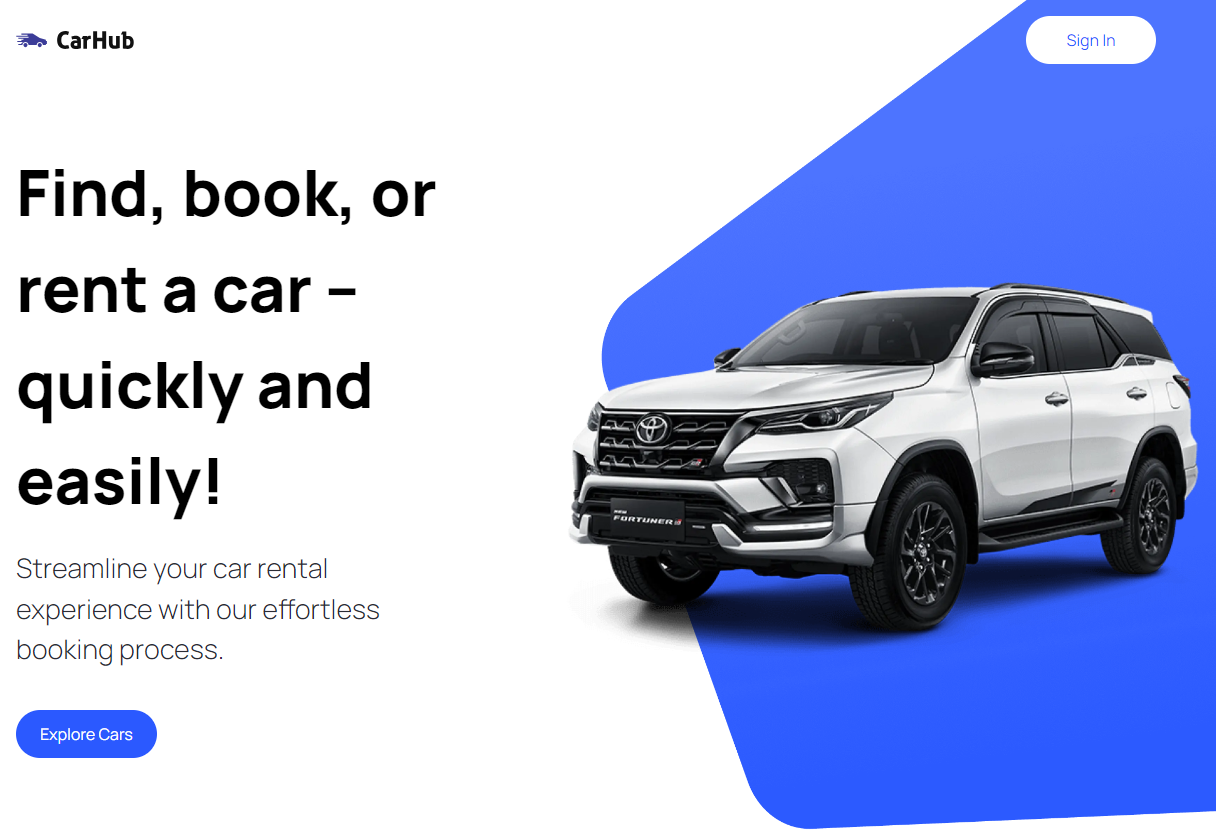 CarHub
Sign In
Find, book, or
rent a car –
quickly and
easily!
Streamline your car rental
experience with our effortless
booking process.
Explore Cars
NEW
FORTUNER